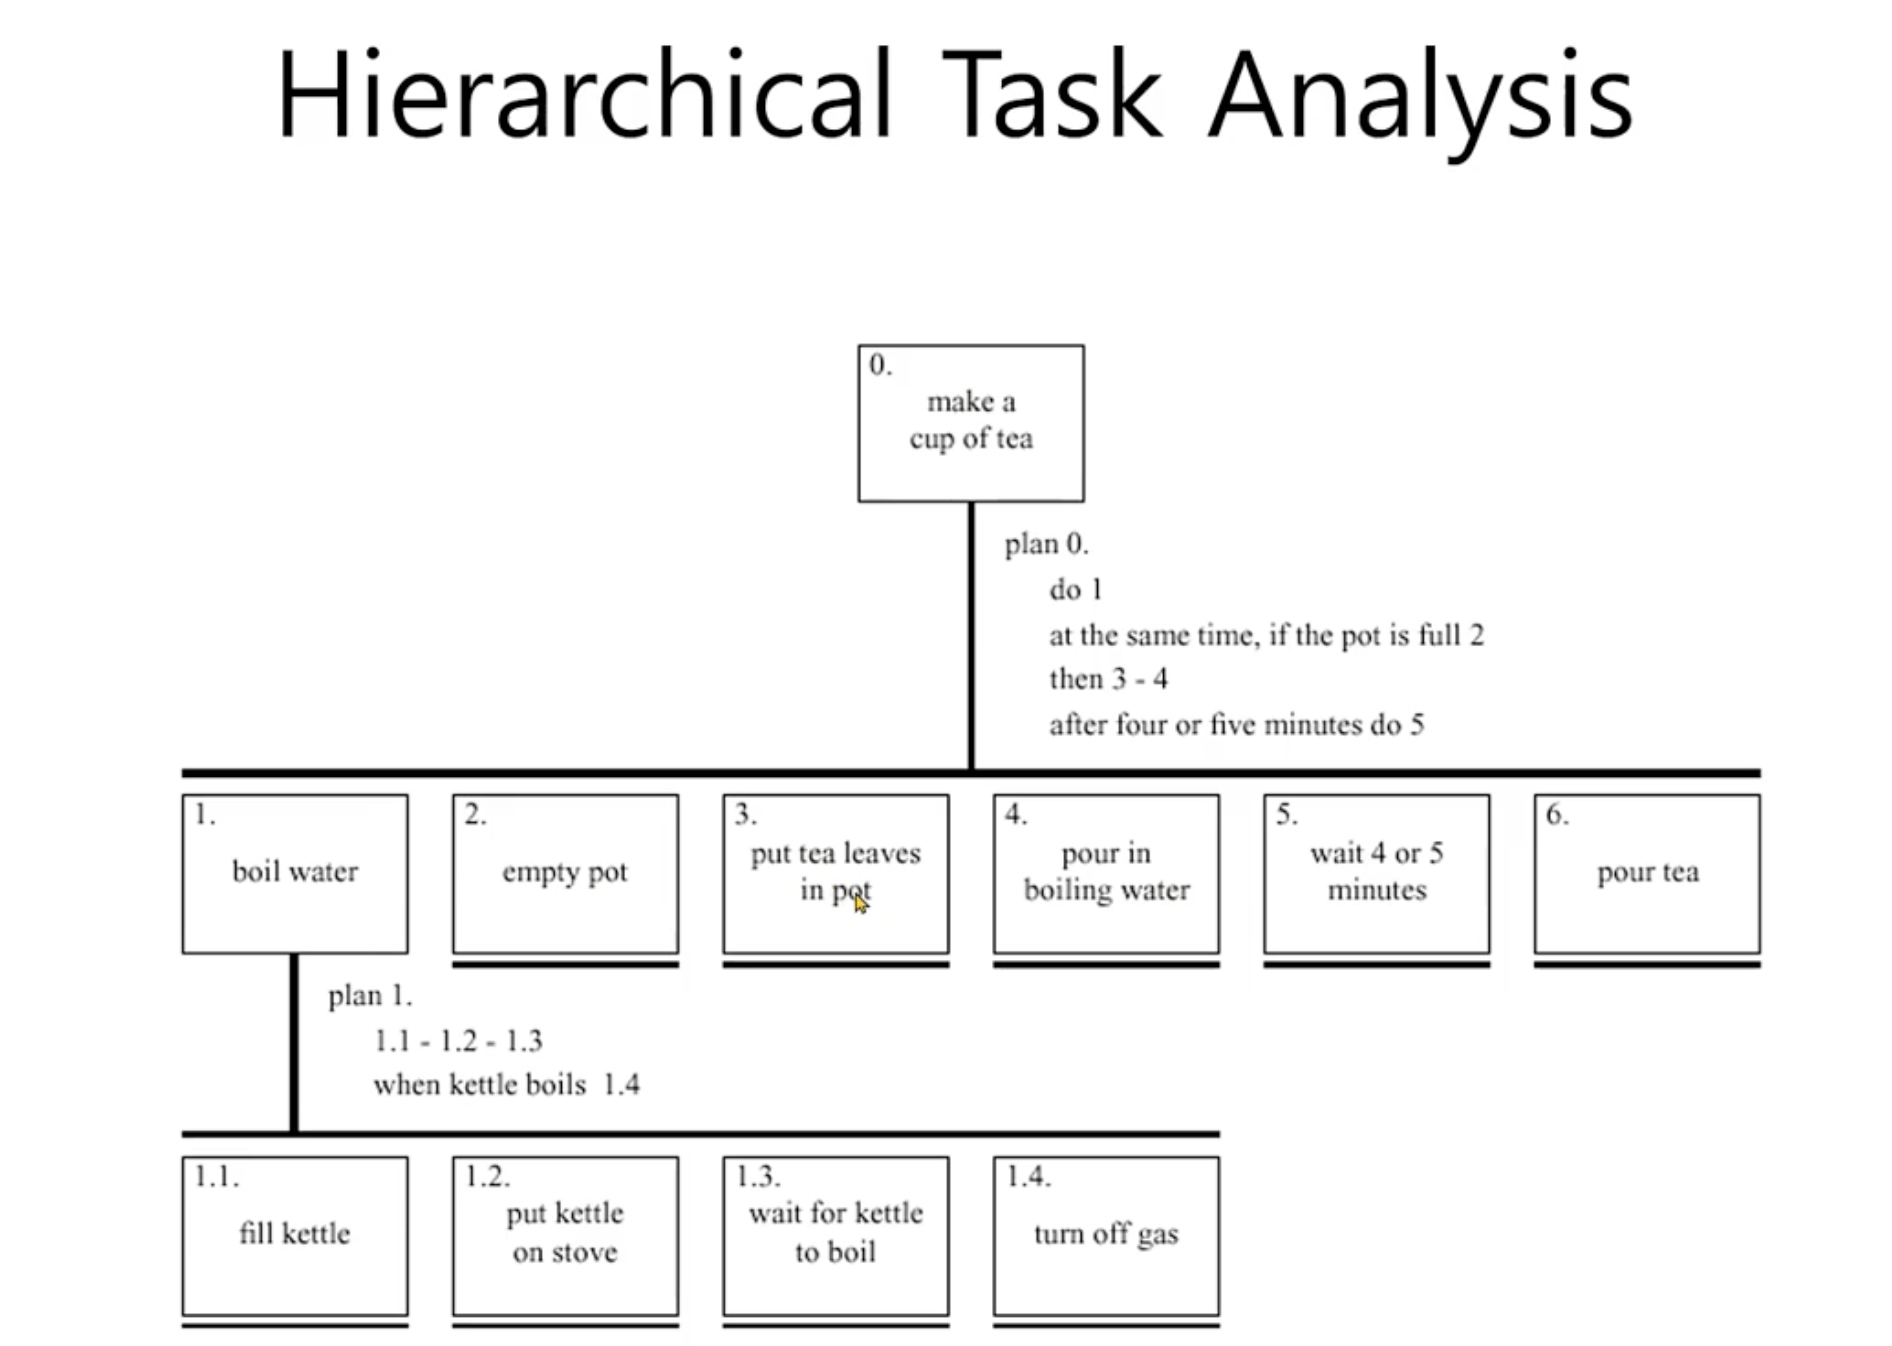 Hierarchical Task Analysis
0.
make a
cup of tea
plan 0.
do 1
at the same time, if the pot is full 2
then 3 - 4
after four or five minutes do 5
1.
boil water
2.
empty pot
3.
put tea leaves
in pot
4.
pour in
boiling water
5.
wait 4 or 5
minutes
6.
pour tea
plan 1.
1.1 - 1.2 - 1.3
when kettle boils 1.4
1.1.
fill kettle
1.2.
put kettle
on stove
1.3.
wait for kettle
to boil
1.4.
turn off gas